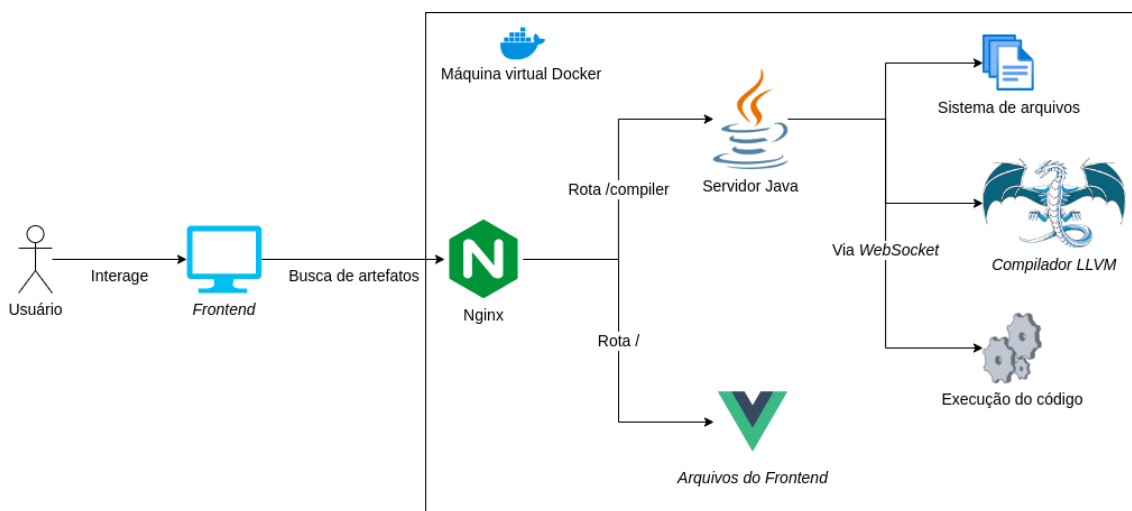 Máquina virtual Docker
Sistema de arquivos
Rota /compiler
Servidor Java
Via WebSocket
Compilador LLVM
Usuário
Interage
Frontend
Busca de artefatos
N
Nginx
Rota /
Execução do código
Arquivos do Frontend